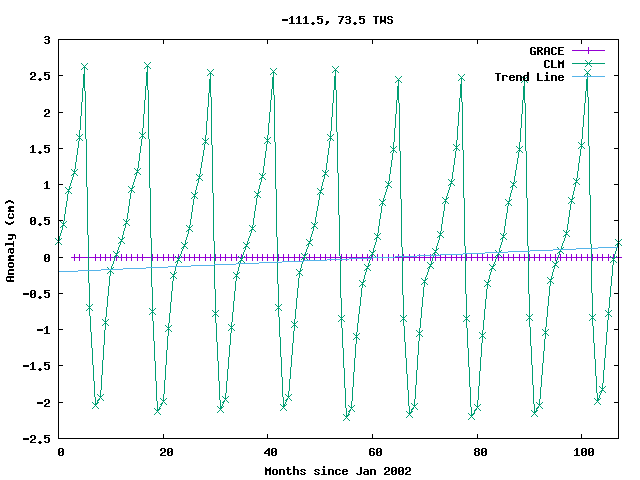 -111.5, 73.5 TWS
GRACE
CLM
Trend Line
3
2.5
2
1.5
1
0.5
0
-0.5
-1
-1.5
-2
-2.5
Anomaly (cm)
0 20 40 60 80 100
Months since Jan 2002